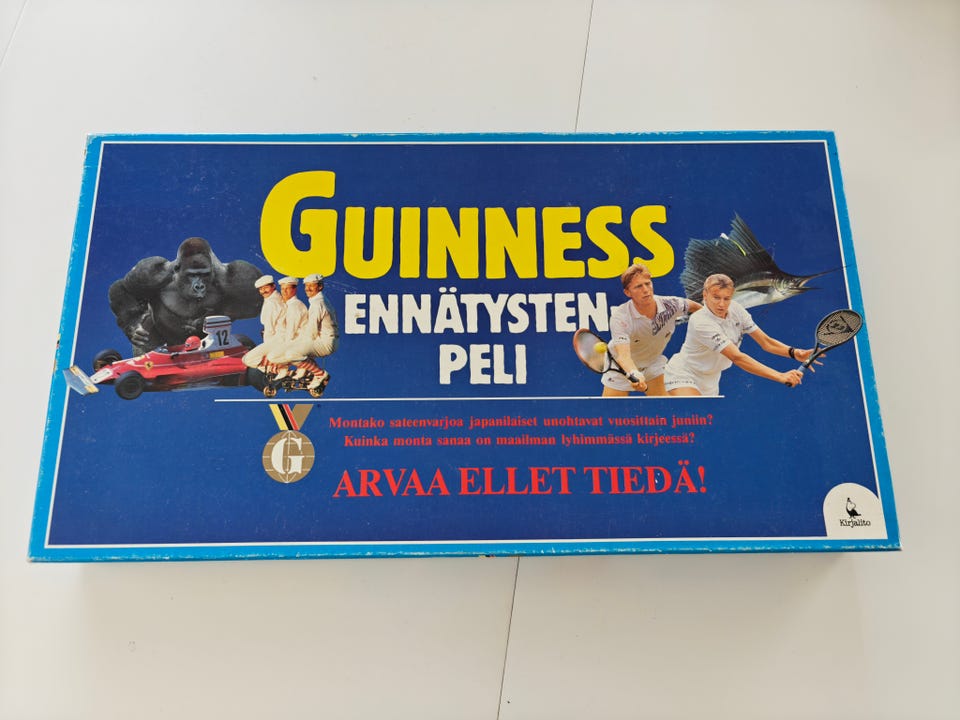 GUINNESS
ENNÄTYSTEN-
PELI
12
Montako sateenvarjoa japanilaiset unohtavat vuosittain juniin?
Kuinka monta sanaa on maailman lyhimmässä kirjeessä?
G
ARVAA ELLET TIEDÄ!
Kirjalito